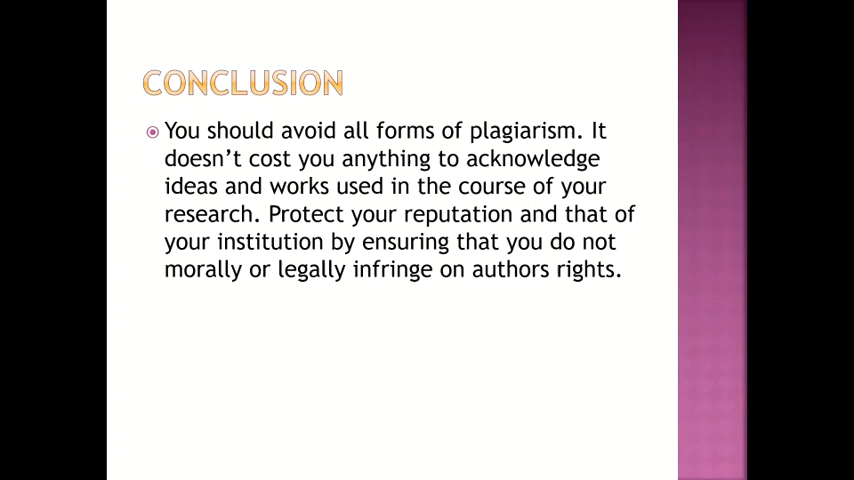 CONCLUSION
You should avoid all forms of plagiarism. It
doesn't cost you anything to acknowledge
ideas and works used in the course of your
research. Protect your reputation and that of
your institution by ensuring that you do not
morally or legally infringe on authors rights.